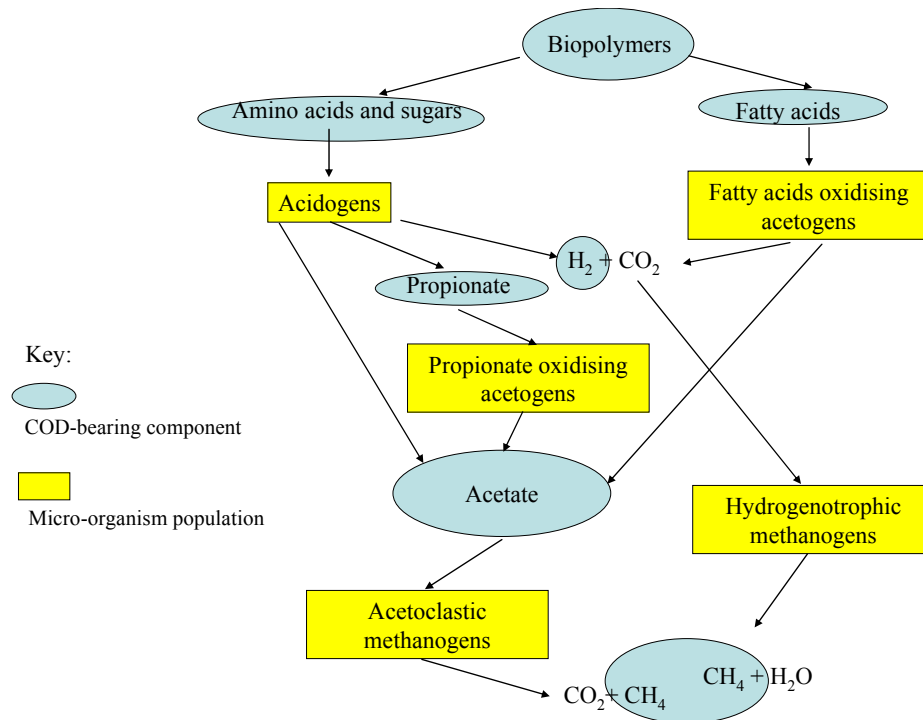 Biopolymers
Amino acids and sugars
Fatty acids
Acidogens
Fatty acids oxidising
acetogens
H₂ + CO₂
Propionate
Key:
Propionate oxidising
acetogens
COD-bearing component
Acetate
Hydrogenotrophic
methanogens
Micro-organism population
Acetoclastic
methanogens
CH₄ + H₂O
CO₂+ CH₄